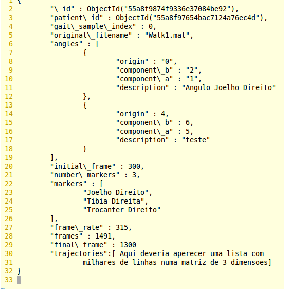 1 {
2 "\_id" : ObjectId("55a8f9874f9336c37084be92"),
3 "patient\_id" : ObjectId("55a8f97654bac7124a76ec4d"),
4 "gait\_sample\_index" : 0,
5 "original\_filename" : "Walk1.mat",
6 "angles" : [
7 {
8 "origin" : "0",
9 "component\_b" : "2",
10 "component\_a" : "1",
11 "description" : "Angulo Joelho Direito"
12 },
13 {
14 "origin" : 4,
15 "component\_b" : 6,
16 "component\_a" : 5,
17 "description" : "teste"
18 }
19 ],
20 "initial\_frame" : 300,
21 "number\_markers" : 3,
22 "markers" : [
23 "Joelho Direito",
24 "Tibia Direita",
25 "Trocanter Direito"
26 ],
27 "frame\_rate" : 315,
28 "frames" : 1491,
29 "final\_frame" : 1300
30 "trajectories":[ Aqui deveria aparecer uma lista com
31 milhares de linhas numa matriz de 3 dimensoes]
32 }
33